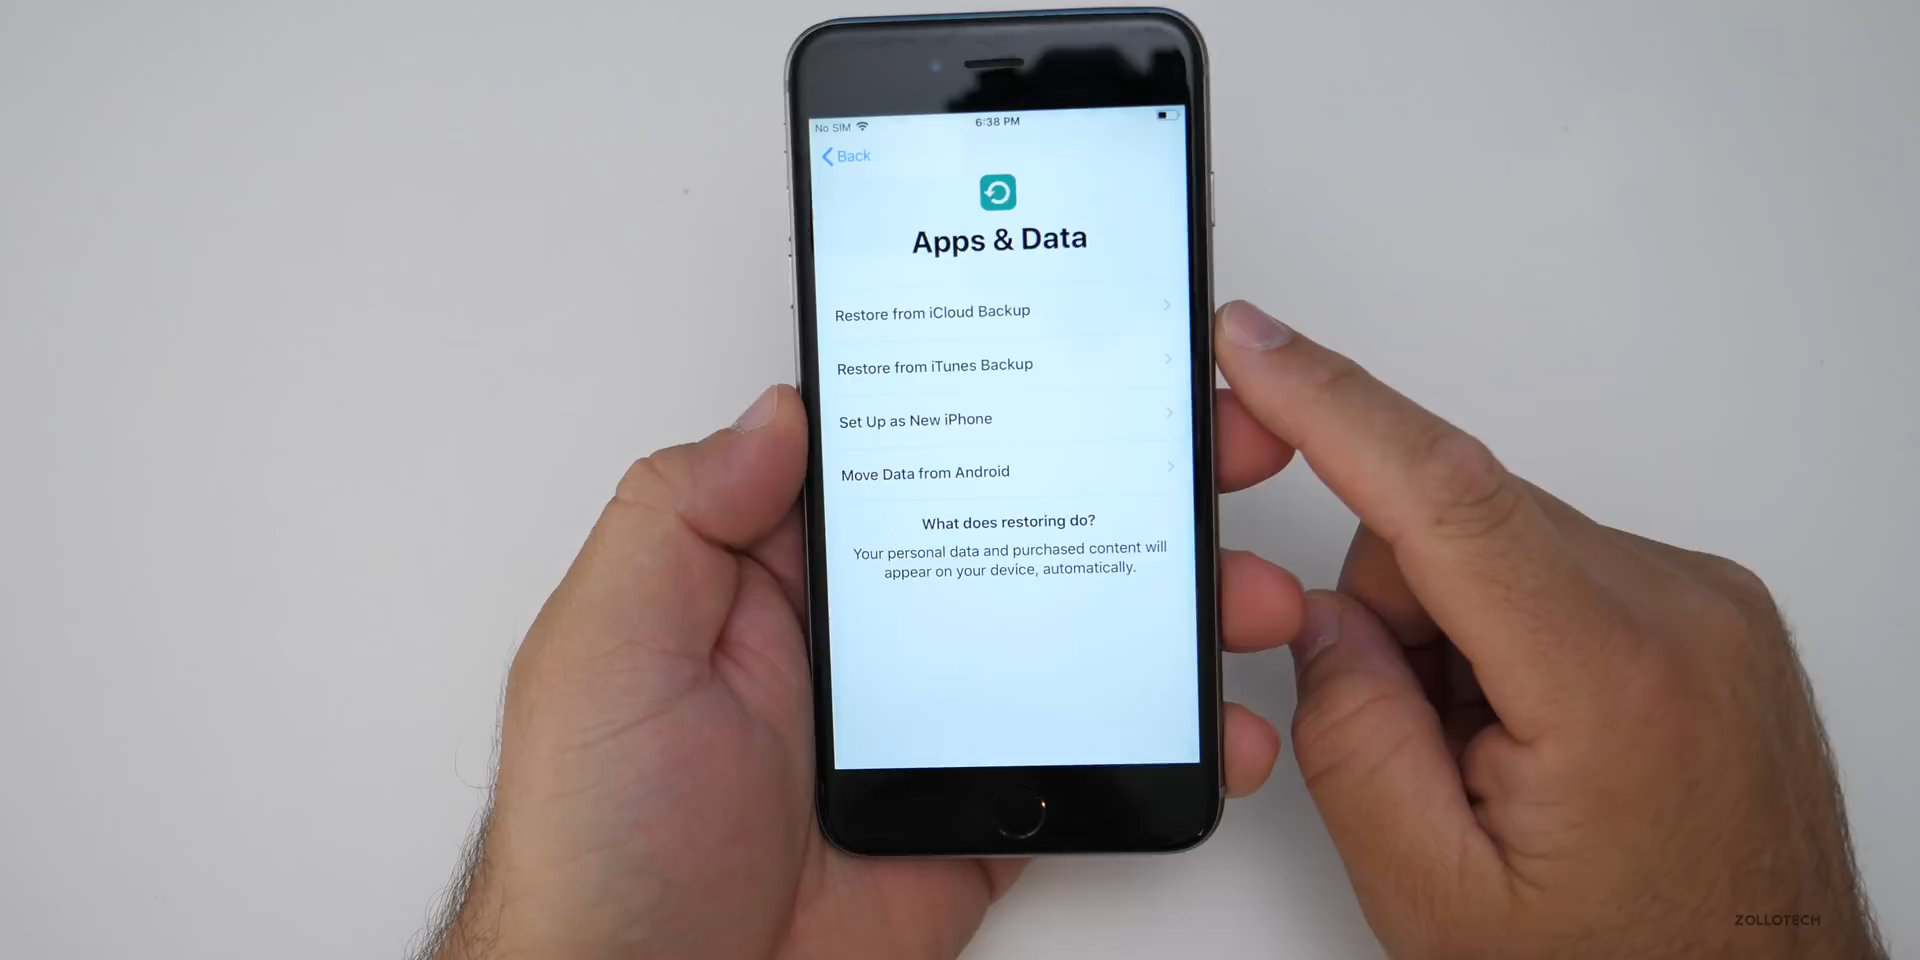 No SIM
6:38 PM
Back
Apps & Data
Restore from iCloud Backup
Restore from iTunes Backup
Set Up as New iPhone
Move Data from Android
What does restoring do?
Your personal data and purchased content will
appear on your device, automatically.
ZOLLOTECH